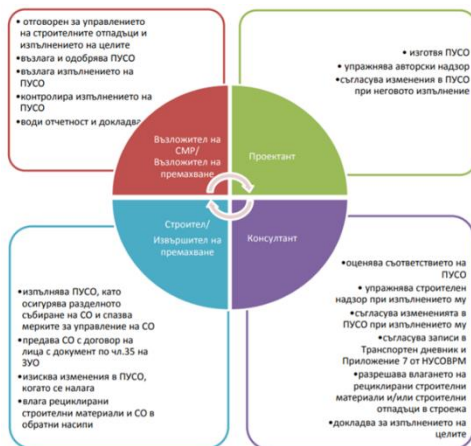 • отговорен за управлението
на строителните отпадъци и
изпълнението на целите
• възлага и одобрява ПУСО
• възлага изпълнението на
ПУСО
• контролира изпълнението на
ПУСО
• води отчетност и докладва
• изготвя ПУСО
• упражнява авторски надзор
•съгласува изменения в ПУСО
при неговото изпълнение
Възложител на
СМР/
Възложител на
премахване
Проектант
Строител/
Извършител на
премахване
Консултант
• изпълнява ПУСО, като
осигурява разделното
събиране на СО и спазва
мерките за управление на СО
• предава СО с договор на
лица с документ по чл.35 на
ЗУО
• изисква изменения в ПУСО,
когато се налага
• влага рециклирани
строителни материали и СО в
обратни насипи
•оценява съответствието на
ПУСО
• упражнява строителен
надзор при изпълнението му
•съгласува измененията в
ПУСО при изпълнението му
•съгласува записи в
Транспортен дневник и
Приложение 7 от НУСОВРМ
•разрешава влагането на
рециклирани строителни
материали и/или строителни
отпадъци в строежа
•докладва за изпълнението на
целите